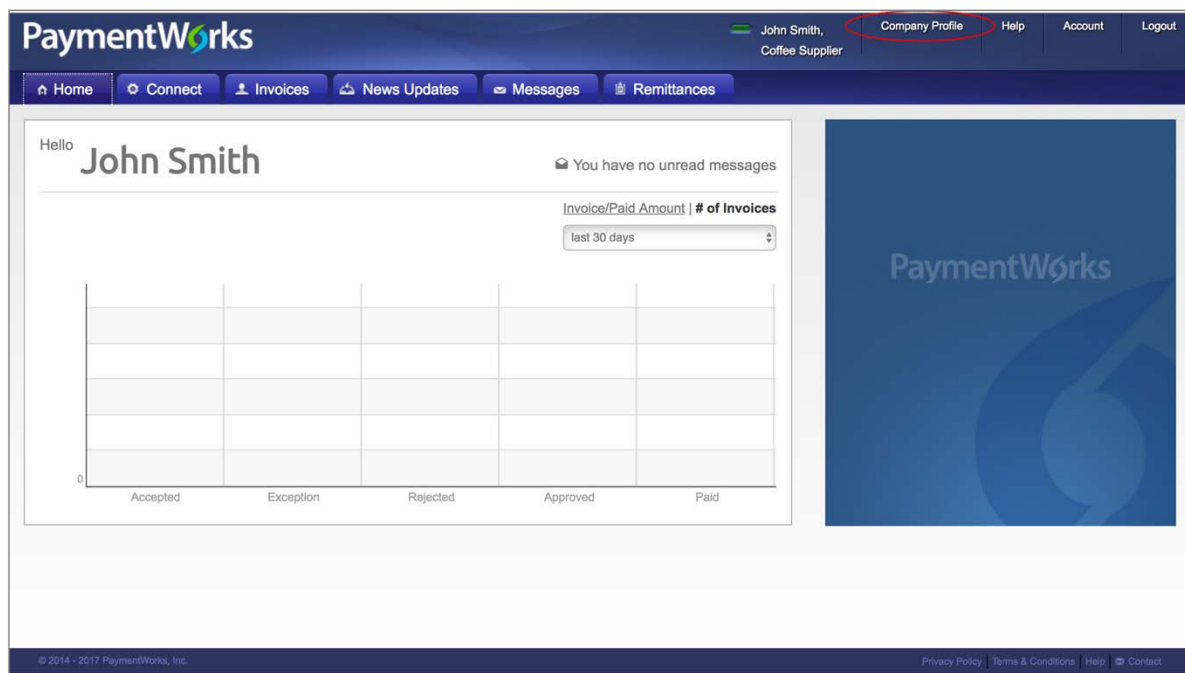 PaymentWorks
John Smith,
Coffee Supplier
Company Profile
Help
Account
Logout
Home
Connect
Invoices
News Updates
Messages
Remittances
Hello
John Smith
You have no unread messages
Invoice/Paid Amount | # of Invoices
last 30 days
0
Accepted
Exception
Rejected
Approved
Paid
PaymentWorks
© 2014 - 2017 PaymentWorks, Inc.
Privacy Policy | Terms & Conditions | Help | Contact